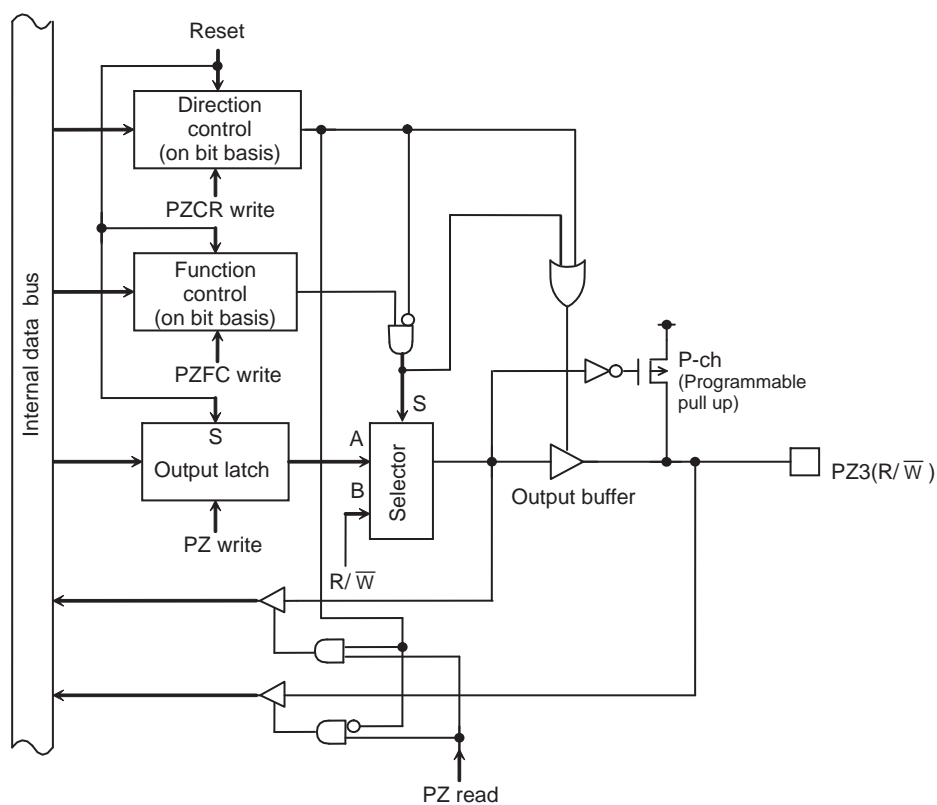 Reset
Direction
control
(on bit basis)
PZCR write
Function
control
(on bit basis)
PZFC write
Internal data bus
S
Output latch
PZ write
A
B
S
Selector
R/W̅
Output buffer
P-ch
(Programmable
pull up)
PZ3(R/W̅)
PZ read